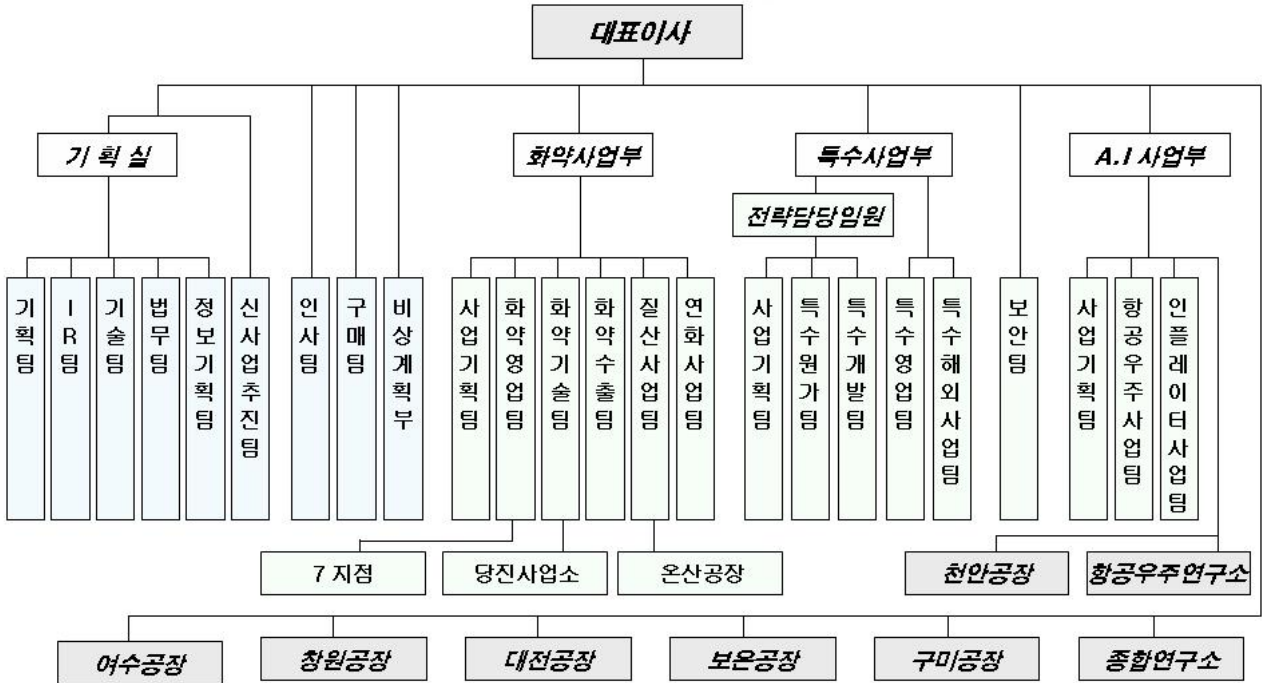 대표이사
기 획 실
화약사업부
특수사업부
A.I 사업부
전략담당임원
기획팀
IR팀
기술팀
법무팀
정보기획팀
신사업추진팀
인사팀
구매팀
비상계획부
사업기획팀
화약영업팀
화약기술팀
화약수출팀
질산사업팀
연화사업팀
사업기획팀
특수원가팀
특수개발팀
특수영업팀
특수해외사업팀
보안팀
사업기획팀
항공우주사업팀
인플레이터사업팀
7 지점
당진사업소
온산공장
천안공장
항공우주연구소
여수공장
창원공장
대전공장
보은공장
구미공장
종합연구소